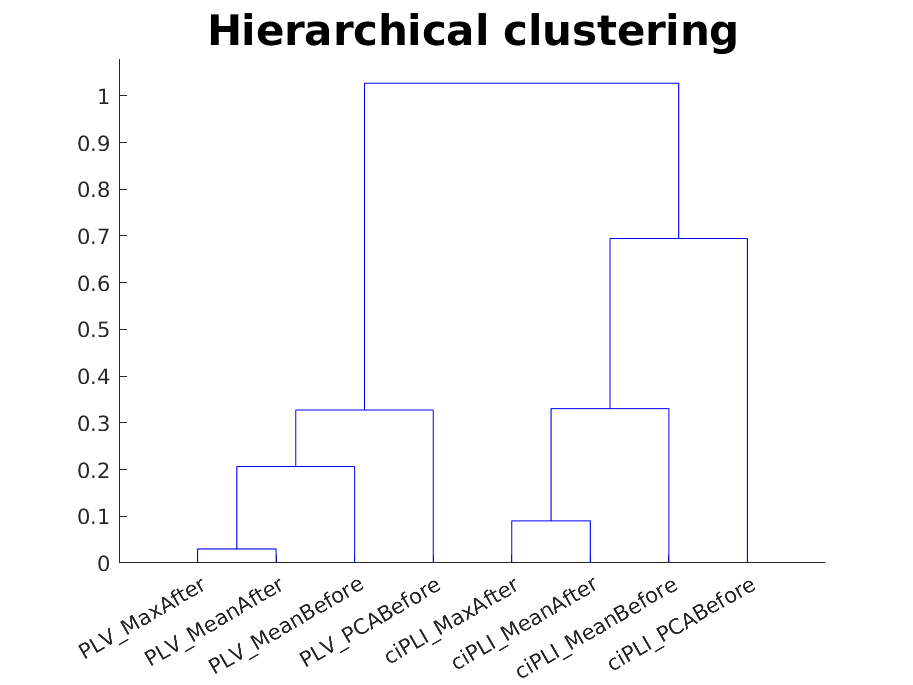 Hierarchical clustering
1
0.9
0.8
0.7
0.6
0.5
0.4
0.3
0.2
0.1
0
PLV_MaxAfter
PLV_MeanAfter
PLV_MeanBefore
PLV_PCABefore
ciPLI_MaxAfter
ciPLI_MeanAfter
ciPLI_MeanBefore
ciPLI_PCABefore